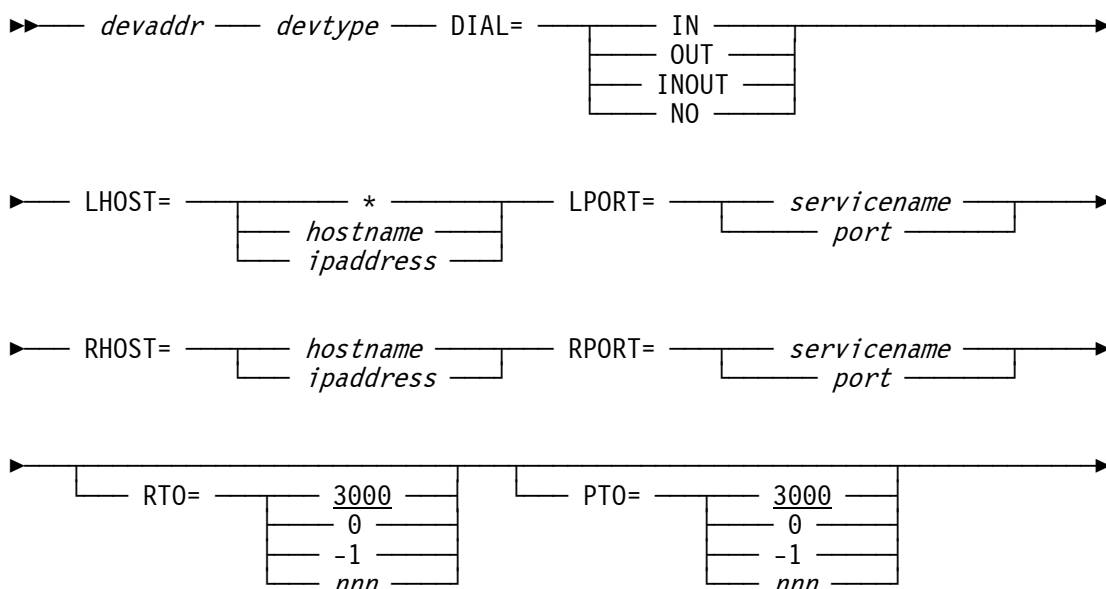 devaddr devtype DIAL= IN
OUT
INOUT
NO
LHOST= * LPORT= servicename
hostname port
ipaddress
RHOST= hostname RPORT= servicename
ipaddress port
RTO= 3000 PTO= 3000
0 0
-1 -1
nnn nnn